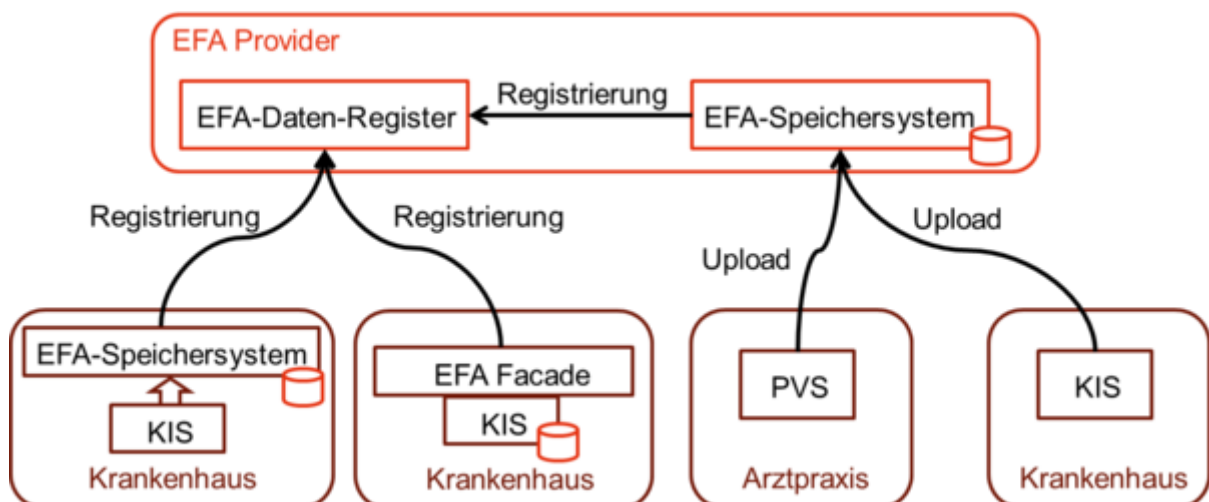 EFA Provider
EFA-Daten-Register
Registrierung
EFA-Speichersystem
Registrierung
Registrierung
Upload
Upload
EFA-Speichersystem
KIS
Krankenhaus
EFA Facade
KIS
Krankenhaus
PVS
Arztpraxis
KIS
Krankenhaus